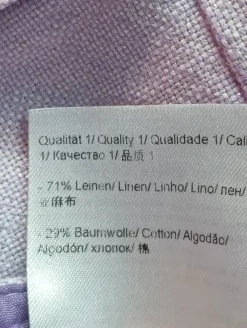 Qualität 1/ Quality 1/ Qualidade 1/ Cali
1/ Качество 1/ 品质 1
- 71% Leinen/ Linen/ Linho/ Lino/ лен/
亚麻布
- 29% Baumwolle/ Cotton/ Algodão/
Algodón/ хлопок/ 棉